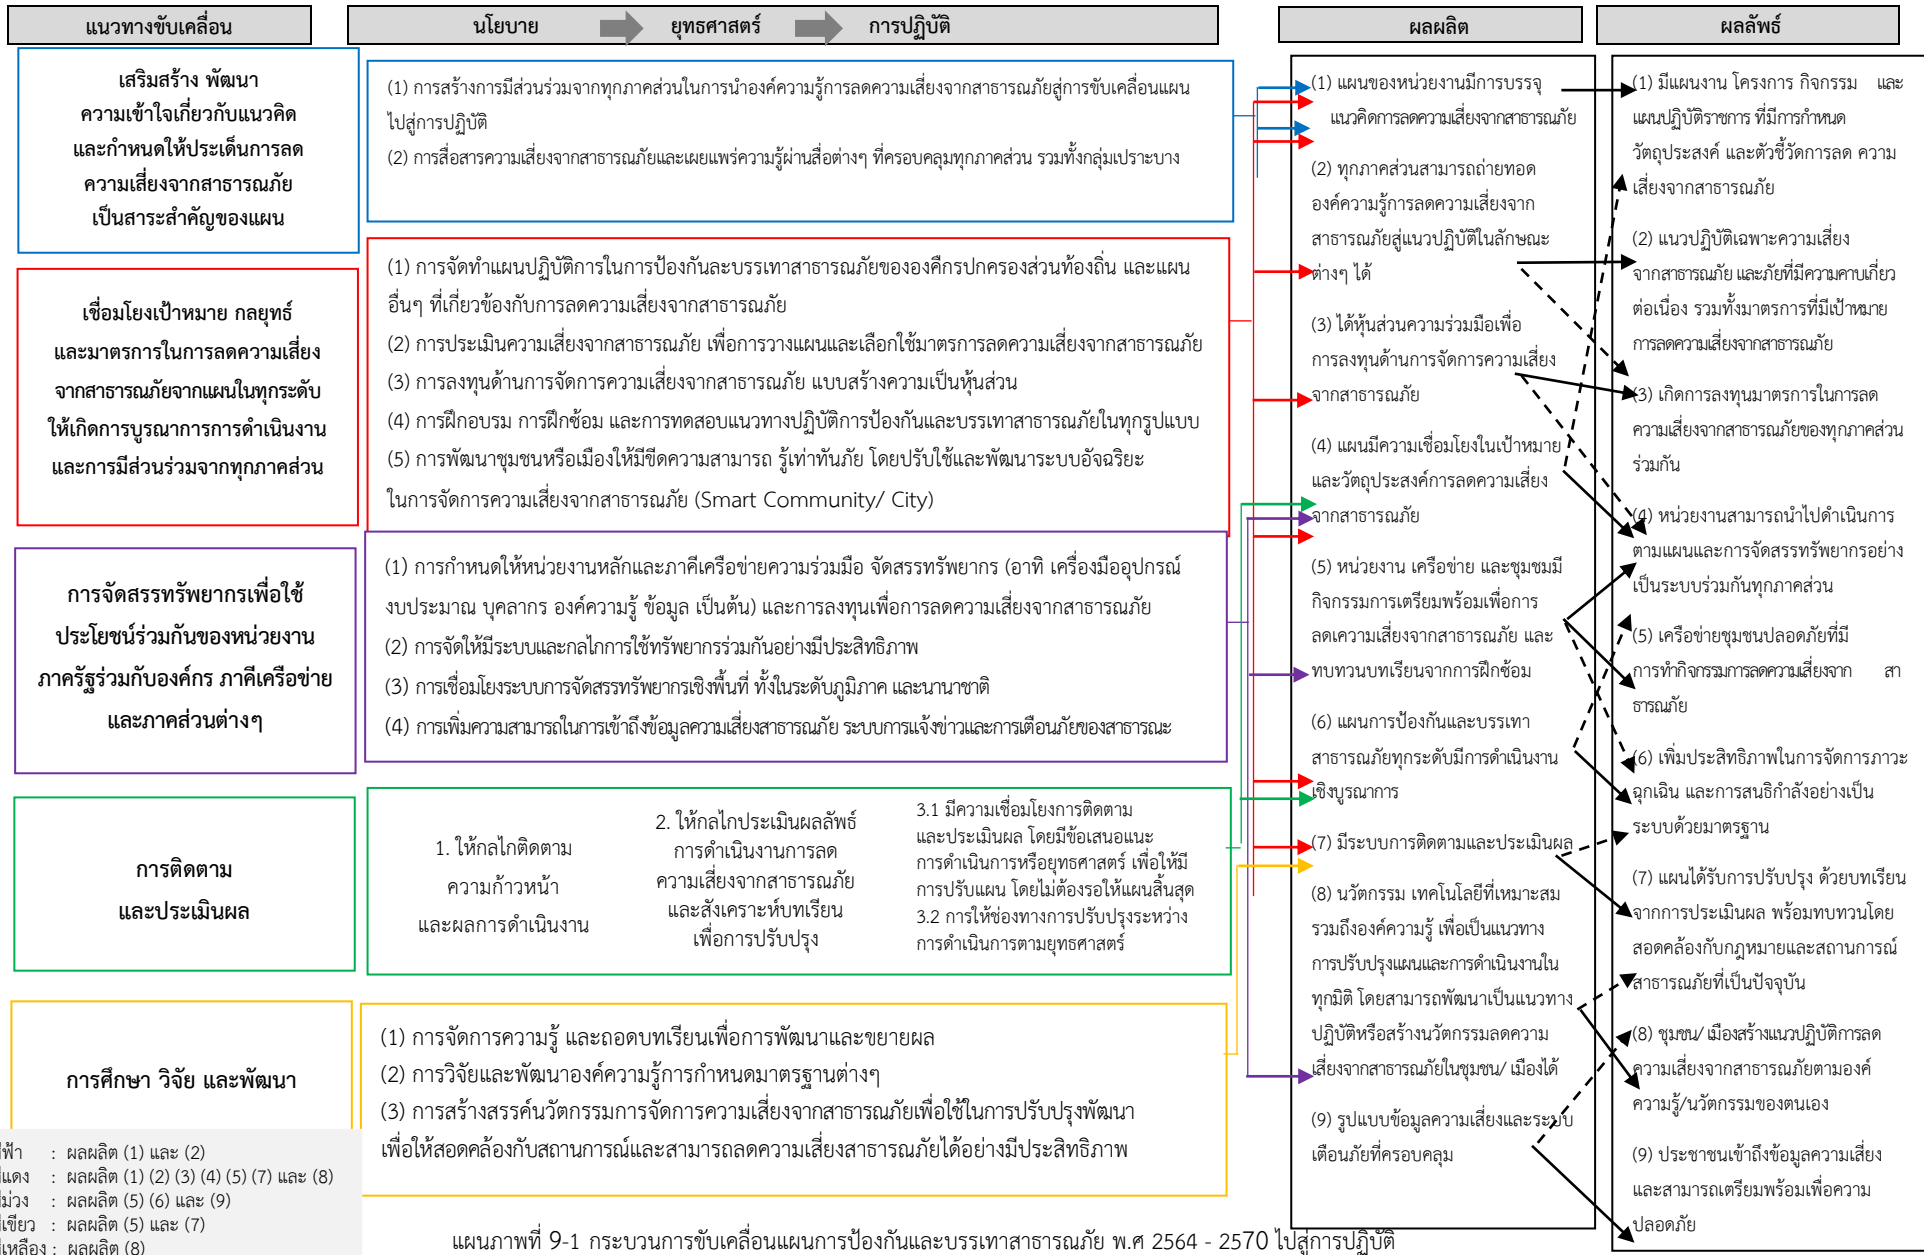 แนวทางขับเคลื่อน
นโยบาย ยุทธศาสตร์ การปฏิบัติ
ผลผลิต
ผลลัพธ์
เสริมสร้าง พัฒนา
ความเข้าใจเกี่ยวกับแนวคิด
และกำหนดให้ประเด็นการลด
ความเสี่ยงจากสาธารณภัย
เป็นสาระสำคัญของแผน
(1) การสร้างการมีส่วนร่วมจากทุกภาคส่วนในการนำองค์ความรู้การลดความเสี่ยงจากสาธารณภัยสู่การขับเคลื่อนแผน
ไปสู่การปฏิบัติ
(2) การสื่อสารความเสี่ยงจากสาธารณภัยและเผยแพร่ความรู้ผ่านสื่อต่างๆ ที่ครอบคลุมทุกภาคส่วน รวมทั้งกลุ่มเปราะบาง
เชื่อมโยงเป้าหมาย กลยุทธ์
และมาตรการในการลดความเสี่ยง
จากสาธารณภัยจากแผนในทุกระดับ
ให้เกิดการบูรณาการการดำเนินงาน
และการมีส่วนร่วมจากทุกภาคส่วน
(1) การจัดทำแผนปฏิบัติการในการป้องกันละบรรเทาสาธารณภัยขององคืกรปกครองส่วนท้องถิ่น และแผน
อื่นๆ ที่เกี่ยวข้องกับการลดความเสี่ยงจากสาธารณภัย
(2) การประเมินความเสี่ยงจากสาธารณภัย เพื่อการวางแผนและเลือกใช้มาตรการลดความเสี่ยงจากสาธารณภัย
(3) การลงทุนด้านการจัดการความเสี่ยงจากสาธารณภัย แบบสร้างความเป็นหุ้นส่วน
(4) การฝึกอบรม การฝึกซ้อม และการทดสอบแนวทางปฏิบัติการป้องกันและบรรเทาสาธารณภัยในทุกรูปแบบ
(5) การพัฒนาชุมชนหรือเมืองให้มีขีดความสามารถ รู้เท่าทันภัย โดยปรับใช้และพัฒนาระบบอัจฉริยะ
ในการจัดการความเสี่ยงจากสาธารณภัย (Smart Community/ City)
การจัดสรรทรัพยากรเพื่อใช้
ประโยชน์ร่วมกันของหน่วยงาน
ภาครัฐร่วมกับองค์กร ภาคีเครือข่าย
และภาคส่วนต่างๆ
(1) การกำหนดให้หน่วยงานหลักและภาคีเครือข่ายความร่วมมือ จัดสรรทรัพยากร (อาทิ เครื่องมืออุปกรณ์
งบประมาณ บุคลากร องค์ความรู้ ข้อมูล เป็นต้น) และการลงทุนเพื่อการลดความเสี่ยงจากสาธารณภัย
(2) การจัดให้มีระบบและกลไกการใช้ทรัพยากรร่วมกันอย่างมีประสิทธิภาพ
(3) การเชื่อมโยงระบบการจัดสรรทรัพยากรเชิงพื้นที่ ทั้งในระดับภูมิภาค และนานาชาติ
(4) การเพิ่มความสามารถในการเข้าถึงข้อมูลความเสี่ยงสาธารณภัย ระบบการแจ้งข่าวและการเตือนภัยของสาธารณะ
การติดตาม
และประเมินผล
1. ให้กลไกติดตาม
ความก้าวหน้า
และผลการดำเนินงาน
2. ให้กลไกประเมินผลลัพธ์
การดำเนินงานการลด
ความเสี่ยงจากสาธารณภัย
และสังเคราะห์บทเรียน
เพื่อการปรับปรุง
3.1 มีความเชื่อมโยงการติดตาม
และประเมินผล โดยมีข้อเสนอแนะ
การดำเนินการหรือยุทธศาสตร์ เพื่อให้มี
การปรับแผน โดยไม่ต้องรอให้แผนสิ้นสุด
3.2 การให้ช่องทางการปรับปรุงระหว่าง
การดำเนินการตามยุทธศาสตร์
การศึกษา วิจัย และพัฒนา
(1) การจัดการความรู้ และถอดบทเรียนเพื่อการพัฒนาและขยายผล
(2) การวิจัยและพัฒนาองค์ความรู้การกำหนดมาตรฐานต่างๆ
(3) การสร้างสรรค์นวัตกรรมการจัดการความเสี่ยงจากสาธารณภัยเพื่อใช้ในการปรับปรุงพัฒนา
เพื่อให้สอดคล้องกับสถานการณ์และสามารถลดความเสี่ยงสาธารณภัยได้อย่างมีประสิทธิภาพ
(1) แผนของหน่วยงานมีการบรรจุ
แนวคิดการลดความเสี่ยงจากสาธารณภัย
(2) ทุกภาคส่วนสามารถถ่ายทอด
องค์ความรู้การลดความเสี่ยงจาก
สาธารณภัยสู่แนวปฏิบัติในลักษณะ
ต่างๆ ได้
(3) ได้หุ้นส่วนความร่วมมือเพื่อ
การลงทุนด้านการจัดการความเสี่ยง
จากสาธารณภัย
(4) แผนมีความเชื่อมโยงในเป้าหมาย
และวัตถุประสงค์การลดความเสี่ยง
จากสาธารณภัย
(5) หน่วยงาน เครือข่าย และชุมชนมี
กิจกรรมการเตรียมพร้อมเพื่อการ
ลดเความเสี่ยงจากสาธารณภัย และ
ทบทวนบทเรียนจากการฝึกซ้อม
(6) แผนการป้องกันและบรรเทา
สาธารณภัยทุกระดับมีการดำเนินงาน
เชิงบูรณาการ
(7) มีระบบการติดตามและประเมินผล
(8) นวัตกรรม เทคโนโลยีที่เหมาะสม
รวมถึงองค์ความรู้ เพื่อเป็นแนวทาง
การปรับปรุงแผนและการดำเนินงานใน
ทุกมิติ โดยสามารถพัฒนาเป็นแนวทาง
ปฏิบัติหรือสร้างนวัตกรรมลดความ
เสี่ยงจากสาธารณภัยในชุมชน/ เมืองได้
(9) รูปแบบข้อมูลความเสี่ยงและระบบ
เตือนภัยที่ครอบคลุม
(1) มีแผนงาน โครงการ กิจกรรม และ
แผนปฏิบัติราชการ ที่มีการกำหนด
วัตถุประสงค์ และตัวชี้วัดการลด ความ
เสี่ยงจากสาธารณภัย
(2) แนวปฏิบัติเฉพาะความเสี่ยง
จากสาธารณภัย และภัยที่มีความคาบเกี่ยว
ต่อเนื่อง รวมทั้งมาตรการที่มีเป้าหมาย
การลดความเสี่ยงจากสาธารณภัย
(3) เกิดการลงทุนมาตรการในการลด
ความเสี่ยงจากสาธารณภัยของทุกภาคส่วน
ร่วมกัน
(4) หน่วยงานสามารถนำไปดำเนินการ
ตามแผนและการจัดสรรทรัพยากรอย่าง
เป็นระบบร่วมกันทุกภาคส่วน
(5) เครือข่ายชุมชนปลอดภัยที่มี
การทำกิจกรรมการลดความเสี่ยงจาก สา
ธารณภัย
(6) เพิ่มประสิทธิภาพในการจัดการภาวะ
ฉุกเฉิน และการสนธิกำลังอย่างเป็น
ระบบด้วยมาตรฐาน
(7) แผนได้รับการปรับปรุง ด้วยบทเรียน
จากการประเมินผล พร้อมทบทวนโดย
สอดคล้องกับกฎหมายและสถานการณ์
สาธารณภัยที่เป็นปัจจุบัน
(8) ชุมชน/ เมืองสร้างแนวปฏิบัติการลด
ความเสี่ยงจากสาธารณภัยตามองค์
ความรู้/นวัตกรรมของตนเอง
(9) ประชาชนเข้าถึงข้อมูลความเสี่ยง
และสามารถเตรียมพร้อมเพื่อความ
ปลอดภัย
สีฟ้า : ผลผลิต (1) และ (2)
สีแดง : ผลผลิต (1) (2) (3) (4) (5) (7) และ (8)
สีม่วง : ผลผลิต (5) (6) และ (9)
สีเขียว : ผลผลิต (5) และ (7)
สีเหลือง : ผลผลิต (8)
แผนภาพที่ 9-1 กระบวนการขับเคลื่อนแผนการป้องกันและบรรเทาสาธารณภัย พ.ศ 2564 - 2570 ไปสู่การปฏิบัติ